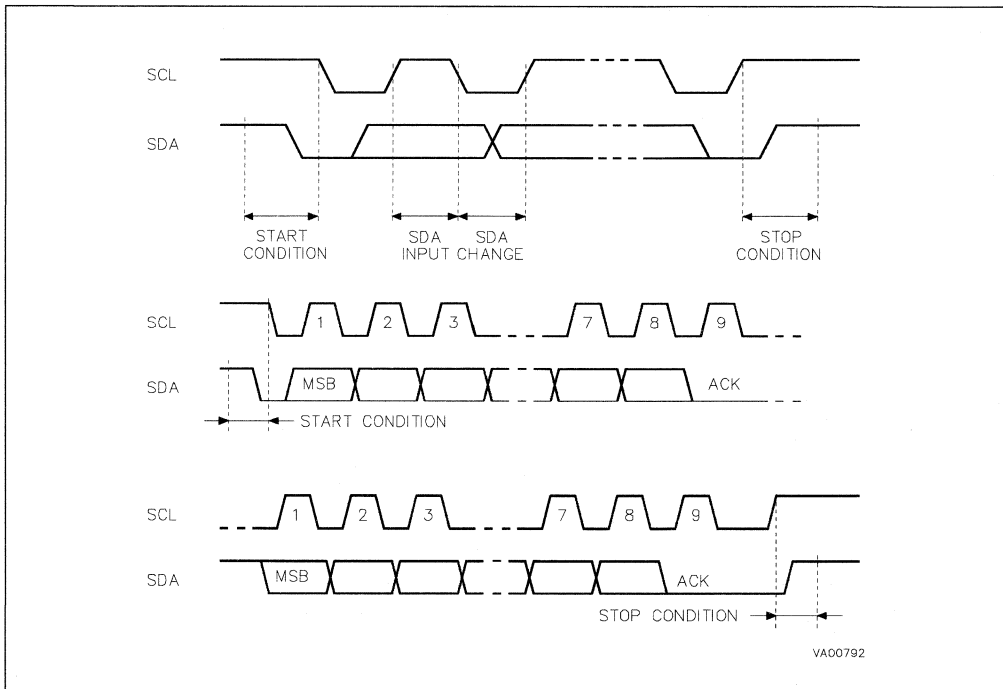 SCL
SDA
START CONDITION
SDA INPUT
SDA CHANGE
STOP CONDITION
SCL
1 2 3 7 8 9
SDA
MSB
ACK
START CONDITION
SCL
1 2 3 7 8 9
SDA
MSB
ACK
STOP CONDITION
VA00792